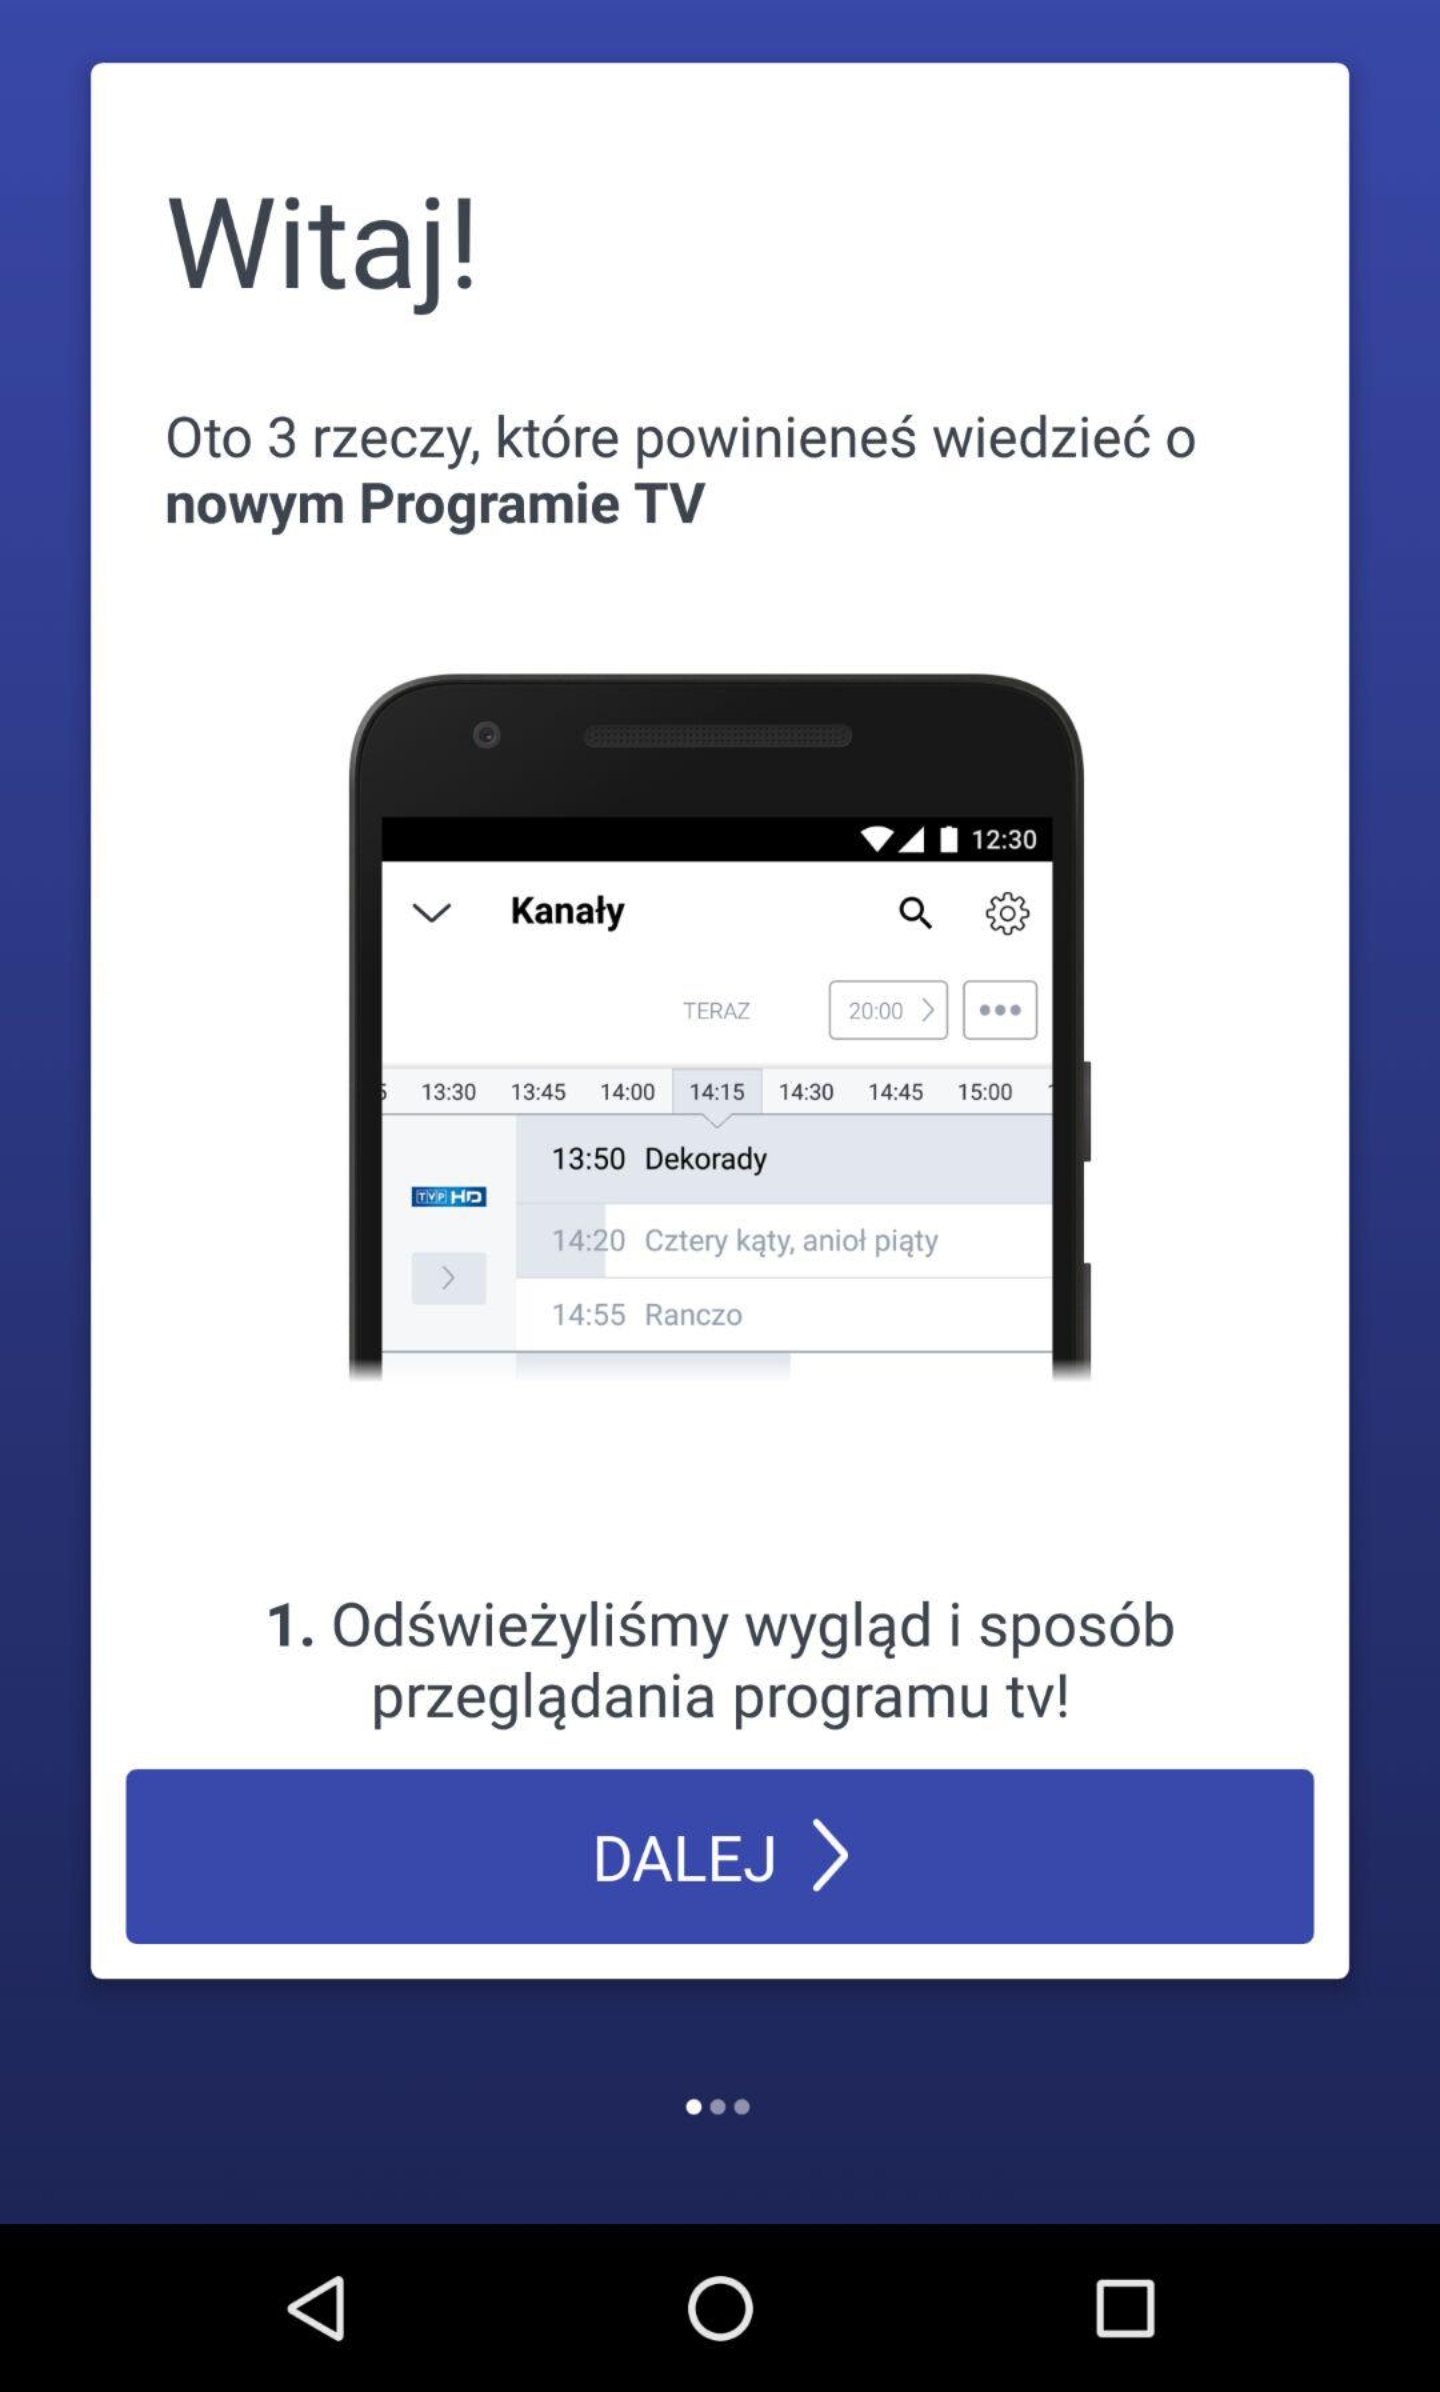 Witaj!
Oto 3 rzeczy, które powinieneś wiedzieć o
nowym Programie TV
12:30
Kanały
TERAZ
20:00
13:30 13:45 14:00 14:15 14:30 14:45 15:00
13:50 Dekorady
TVP HD
14:20 Cztery kąty, anioł piąty
14:55 Ranczo
1. Odświeżyliśmy wygląd i sposób
przeglądania programu tv!
DALEJ